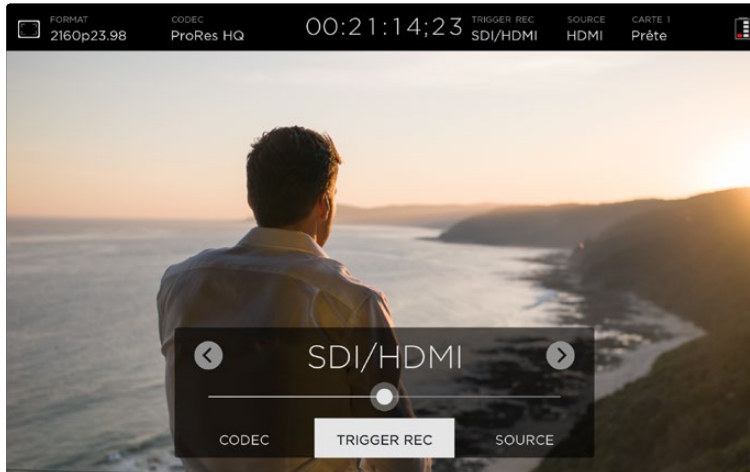 FORMAT
2160p23.98
CODEC
ProRes HQ
00:21:14;23
TRIGGER REC
SDI/HDMI
SOURCE
HDMI
CARTE 1
Prête
SDI/HDMI
CODEC TRIGGER REC SOURCE